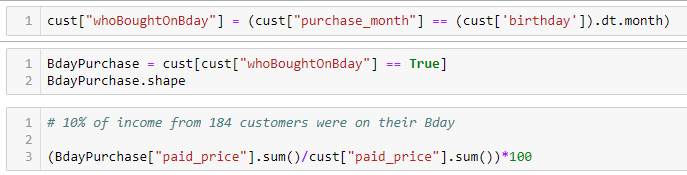 1 cust["whoBoughtOnBday"] = (cust["purchase_month"] == (cust['birthday']).dt.month)
1 BdayPurchase = cust[cust["whoBoughtOnBday"] == True]
2 BdayPurchase.shape
1 # 10% of income from 184 customers were on their Bday
2
3 (BdayPurchase["paid_price"].sum()/cust["paid_price"].sum())*100